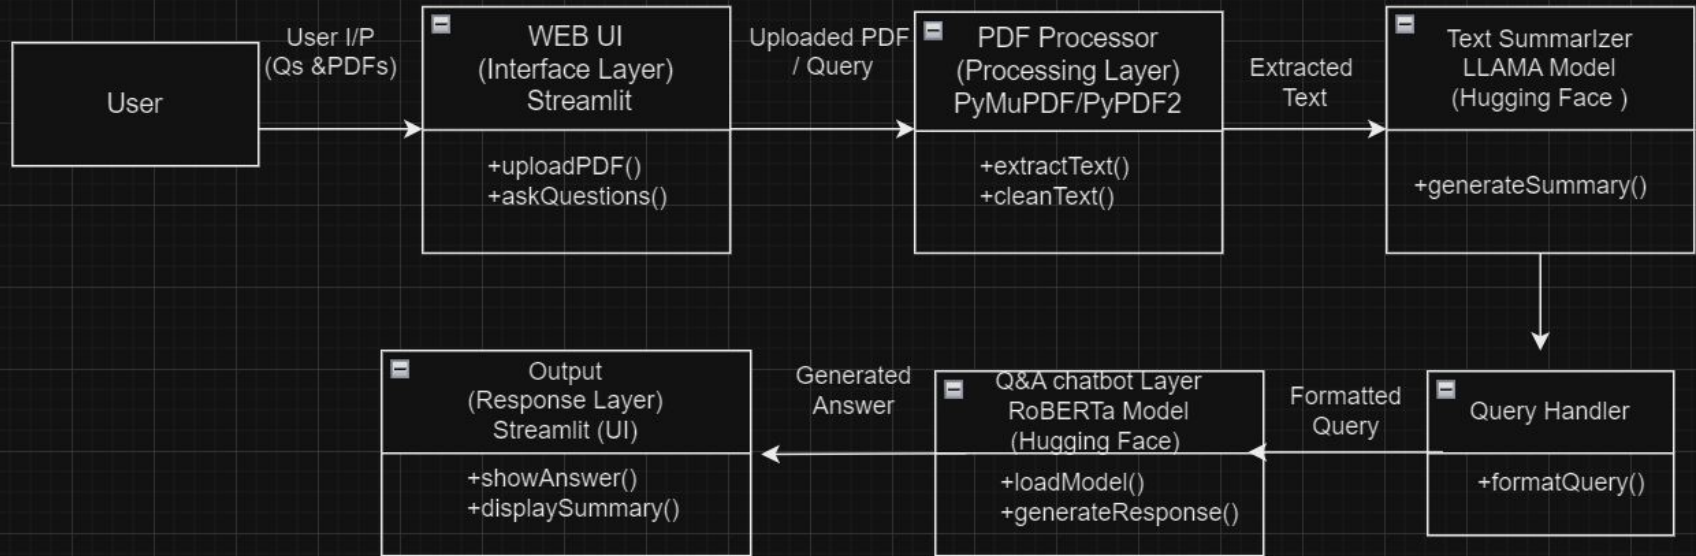 User
User I/P
(Qs &PDFs)
WEB UI
(Interface Layer)
Streamlit
+uploadPDF()
+askQuestions()
Uploaded PDF
/ Query
PDF Processor
(Processing Layer)
PyMuPDF/PyPDF2
+extractText()
+cleanText()
Extracted
Text
Text SummarIzer
LLAMA Model
(Hugging Face )
+generateSummary()
Query Handler
+formatQuery()
Formatted
Query
Q&A chatbot Layer
RoBERTa Model
(Hugging Face)
+loadModel()
+generateResponse()
Generated
Answer
Output
(Response Layer)
Streamlit (UI)
+showAnswer()
+displaySummary()